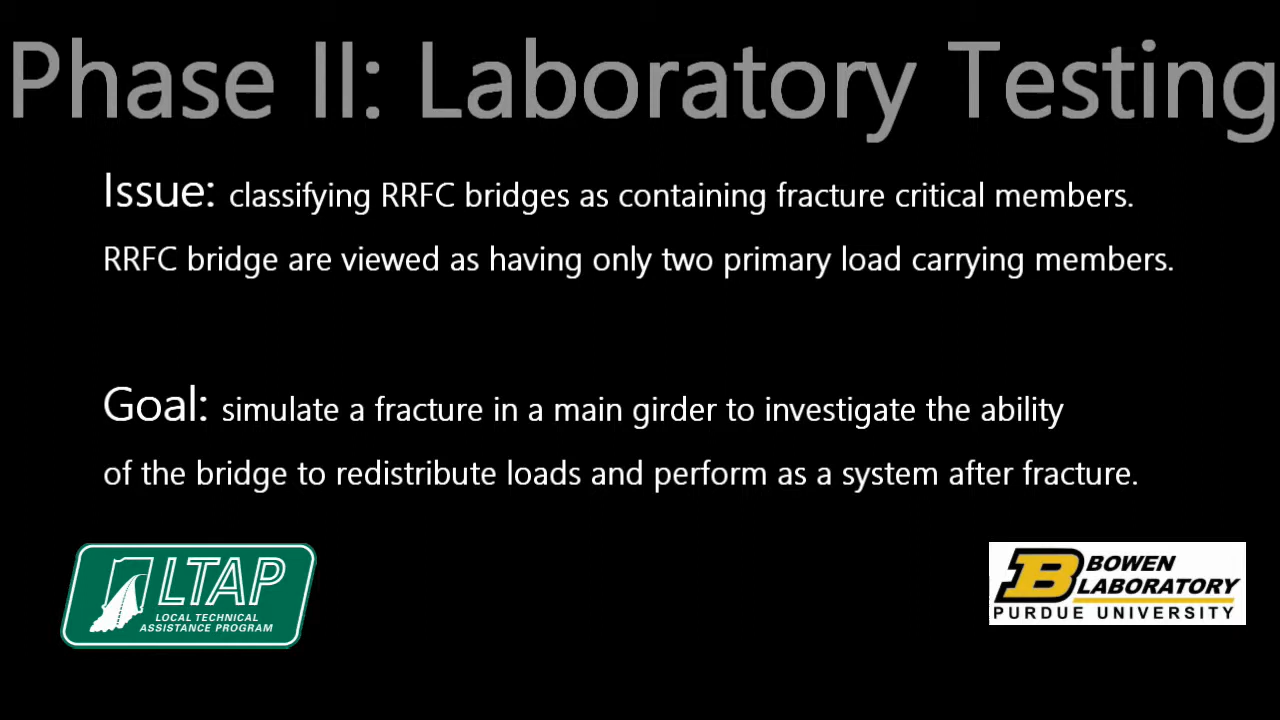 Phase II: Laboratory Testing
Issue: classifying RRFC bridges as containing fracture critical members.
RRFC bridge are viewed as having only two primary load carrying members.
Goal: simulate a fracture in a main girder to investigate the ability
of the bridge to redistribute loads and perform as a system after fracture.
LTAP
LOCAL TECHNICAL
ASSISTANCE PROGRAM
B BOWEN
LABORATORY
PURDUE UNIVERSITY